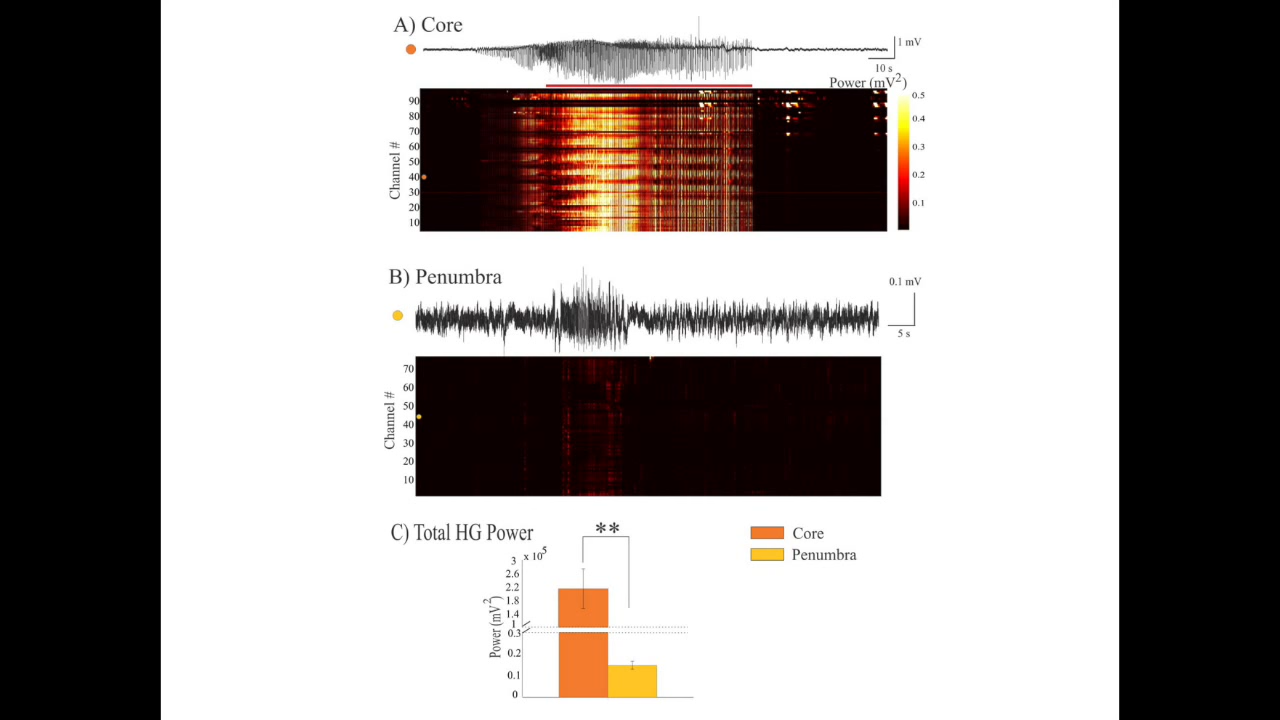 A) Core
1 mV
10 s
Power (mV²)
90
80
70
60
50
40
30
20
10
Channel #
0.5
0.4
0.3
0.2
0.1
B) Penumbra
0.1 mV
5 s
70
60
50
40
30
20
10
Channel #
C) Total HG Power
**
Core
Penumbra
x 10⁵
3
2.6
2.2
1.8
1.4
1
0.3
0.2
0.1
0
Power (mV²)